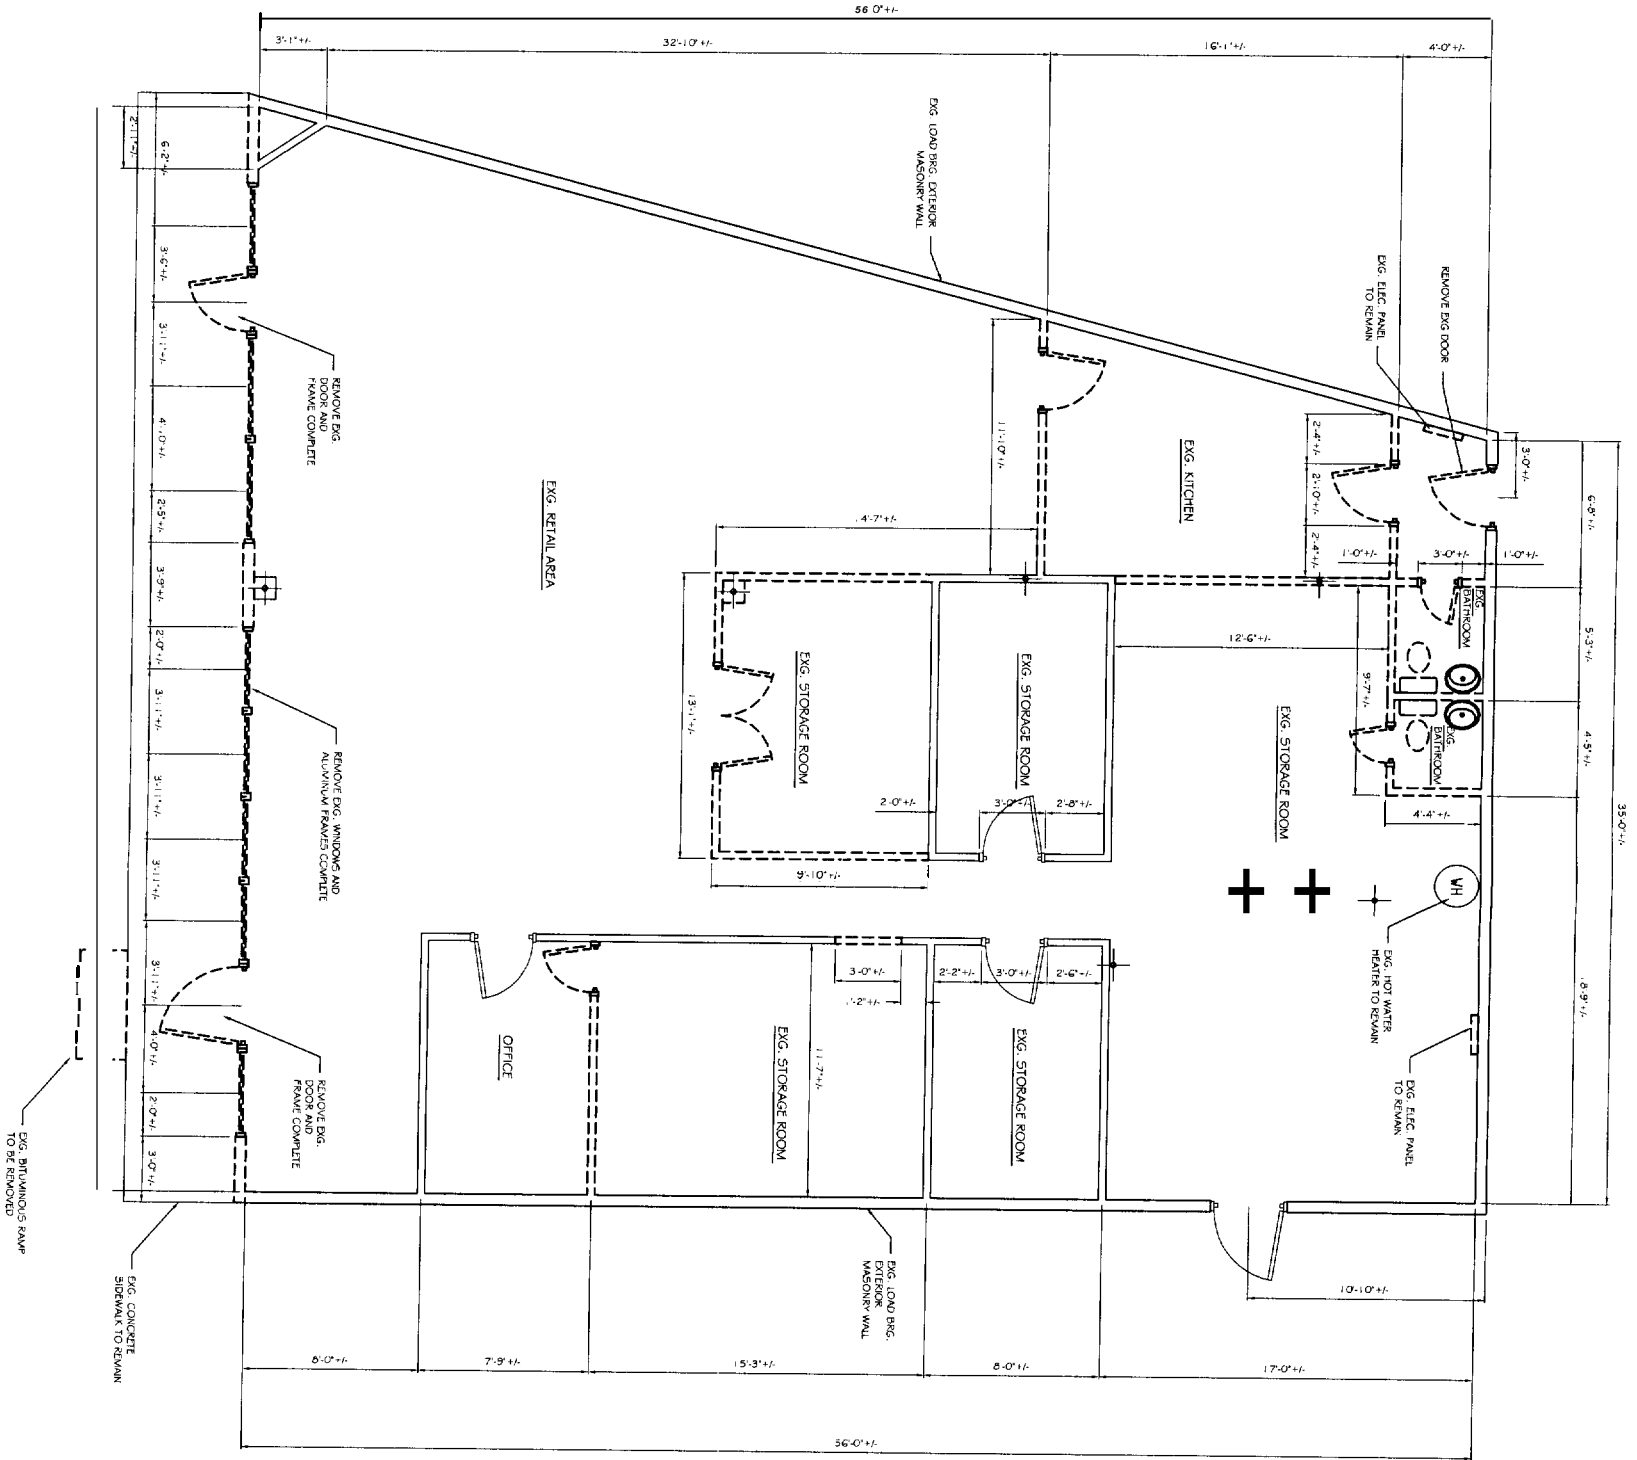 56 0"+/-
3'-1"+/-
32'-10"+/-
16'-1"+/-
4'-0"+/-
EXG. LOAD BRG. EXTERIOR
MASONRY WALL
EXG. ELEC. PANEL
TO REMAIN
REMOVE EXG DOOR
2'-11"+/-
6'-2"+/-
3'-6"+/-
3'-11"+/-
4'-10"+/-
2'-5"+/-
3'-9"+/-
2'-0"+/-
3'-11"+/-
3'-11"+/-
3'-11"+/-
3'-11"+/-
4'-0"+/-
2'-0"+/-
3'-0"+/-
REMOVE EXG.
DOOR AND
FRAME COMPLETE
EXG. RETAIL AREA
11'-10"+/-
EXG. KITCHEN
2'-4"+/-
2'-10"+/-
2'-4"+/-
3'-0"+/-
6'-8"+/-
5'-3"+/-
4'-5"+/-
35'-0"+/-
4'-7"+/-
1'-0"+/-
3'-0"+/-
1'-0"+/-
EXG.
BATHROOM
EXG
BATHROOM
12'-6"+/-
9'-7"+/-
4'-4"+/-
13'-1"+/-
EXG. STORAGE ROOM
EXG. STORAGE ROOM
EXG. STORAGE ROOM
2'-0"+/-
3'-0"+/-
2'-8"+/-
9'-10"+/-
REMOVE EXG. WINDOWS AND
ALUMINUM FRAMES COMPLETE
WH
EXG. HOT WATER
HEATER TO REMAIN
8'-9"+/-
3'-0"+/-
1'-2"+/-
2'-2"+/-
3'-0"+/-
2'-6"+/-
11'-7"+/-
OFFICE
EXG. STORAGE ROOM
EXG. STORAGE ROOM
EXG. ELEC. PANEL
TO REMAIN
REMOVE EXG.
DOOR AND
FRAME COMPLETE
EXG. BITUMINOUS RAMP
TO BE REMOVED
EXG. CONCRETE
SIDEWALK TO REMAIN
EXG. LOAD BRG.
EXTERIOR
MASONRY WALL
10'-10"+/-
8'-0"+/-
7'-9"+/-
15'-3"+/-
8-0"+/-
17'-0"+/-
56'-0"+/-